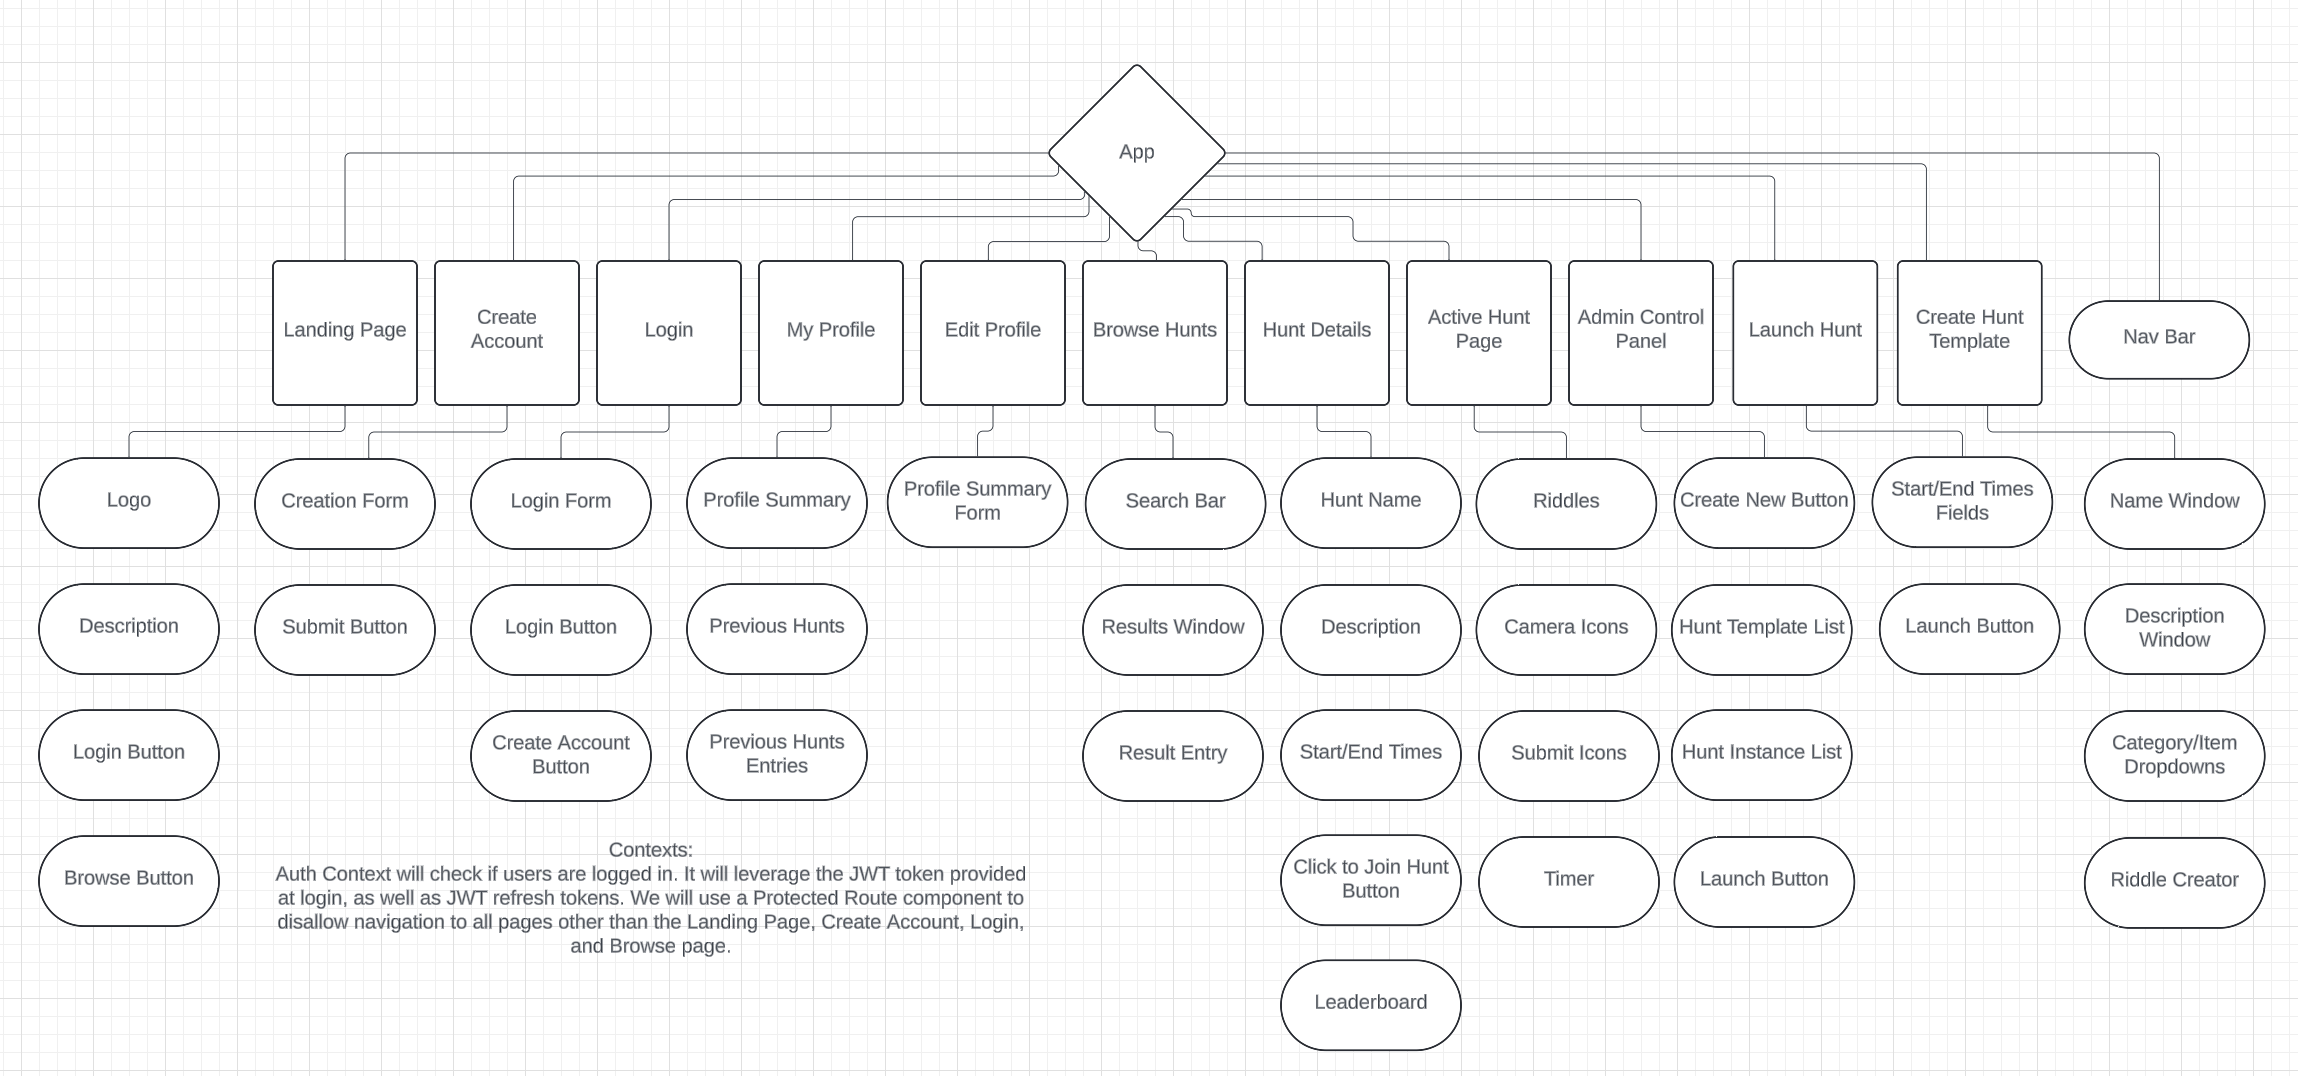 App
Landing Page
Create
Account
Login
My Profile
Edit Profile
Browse Hunts
Hunt Details
Active Hunt
Page
Admin Control
Panel
Launch Hunt
Create Hunt
Template
Nav Bar
Logo
Creation Form
Login Form
Profile Summary
Profile Summary
Form
Search Bar
Hunt Name
Riddles
Create New Button
Start/End Times
Fields
Name Window
Description
Submit Button
Login Button
Previous Hunts
Results Window
Description
Camera Icons
Hunt Template List
Launch Button
Description
Window
Login Button
Create Account
Button
Previous Hunts
Entries
Result Entry
Start/End Times
Submit Icons
Hunt Instance List
Category/Item
Dropdowns
Browse Button
Contexts:
Auth Context will check if users are logged in. It will leverage the JWT token provided
at login, as well as JWT refresh tokens. We will use a Protected Route component to
disallow navigation to all pages other than the Landing Page, Create Account, Login,
and Browse page.
Click to Join Hunt
Button
Timer
Launch Button
Riddle Creator
Leaderboard